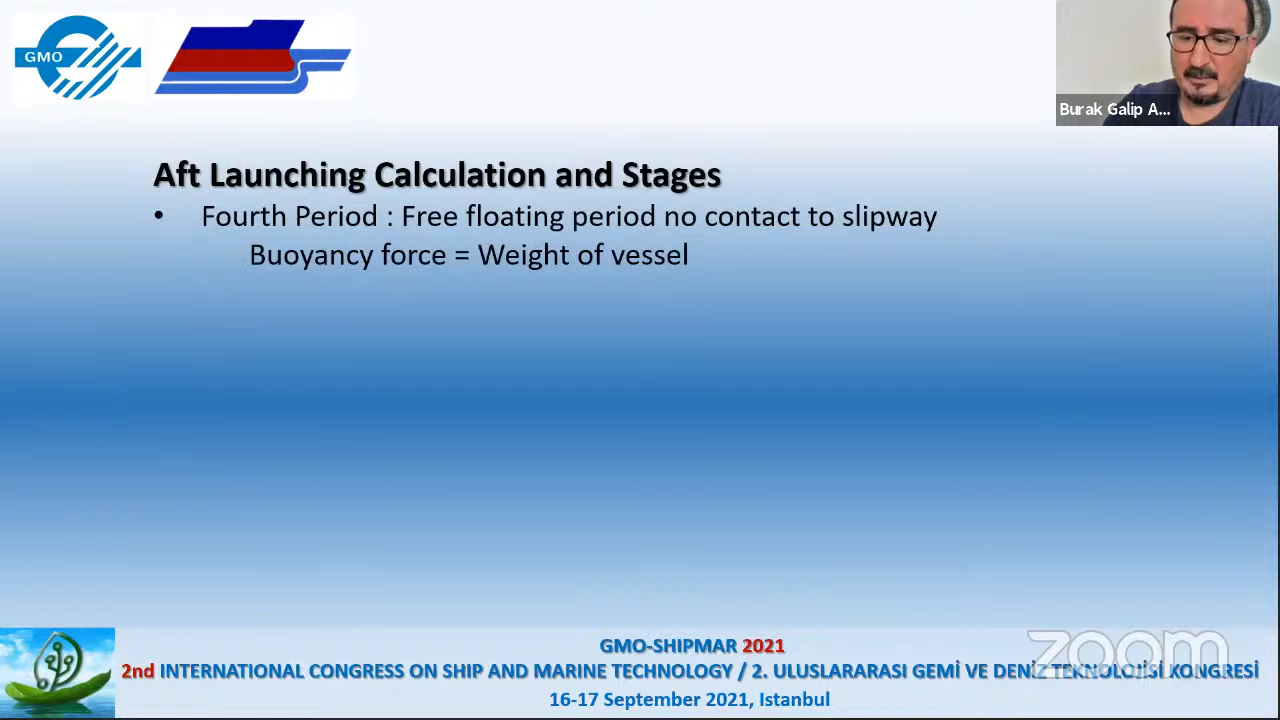 GMO
Burak Galip A...
Aft Launching Calculation and Stages
• Fourth Period : Free floating period no contact to slipway
Buoyancy force = Weight of vessel
GMO-SHIPMAR 2021
2nd INTERNATIONAL CONGRESS ON SHIP AND MARINE TECHNOLOGY / 2. ULUSLARARASI GEMİ VE DENİZ TEKNOLOJİSİ KONGRESİ
16-17 September 2021, Istanbul
zoom